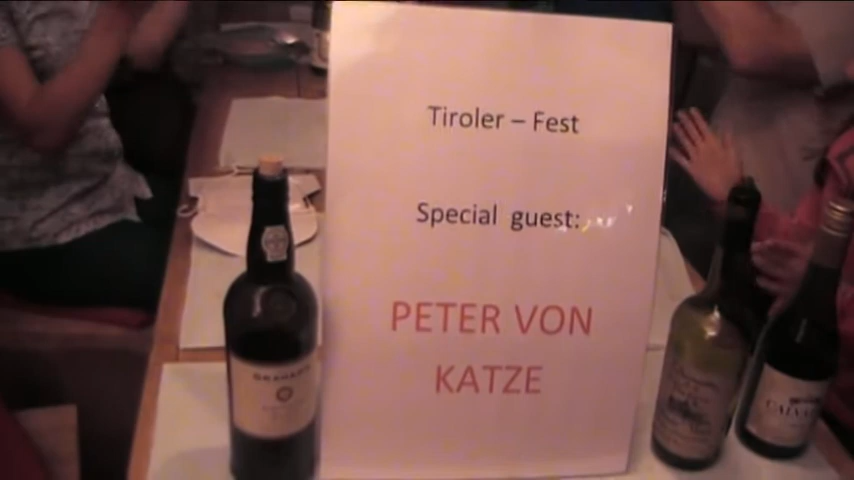 Tiroler – Fest
Special guest:
PETER VON
KATZE
GRAHAM'S